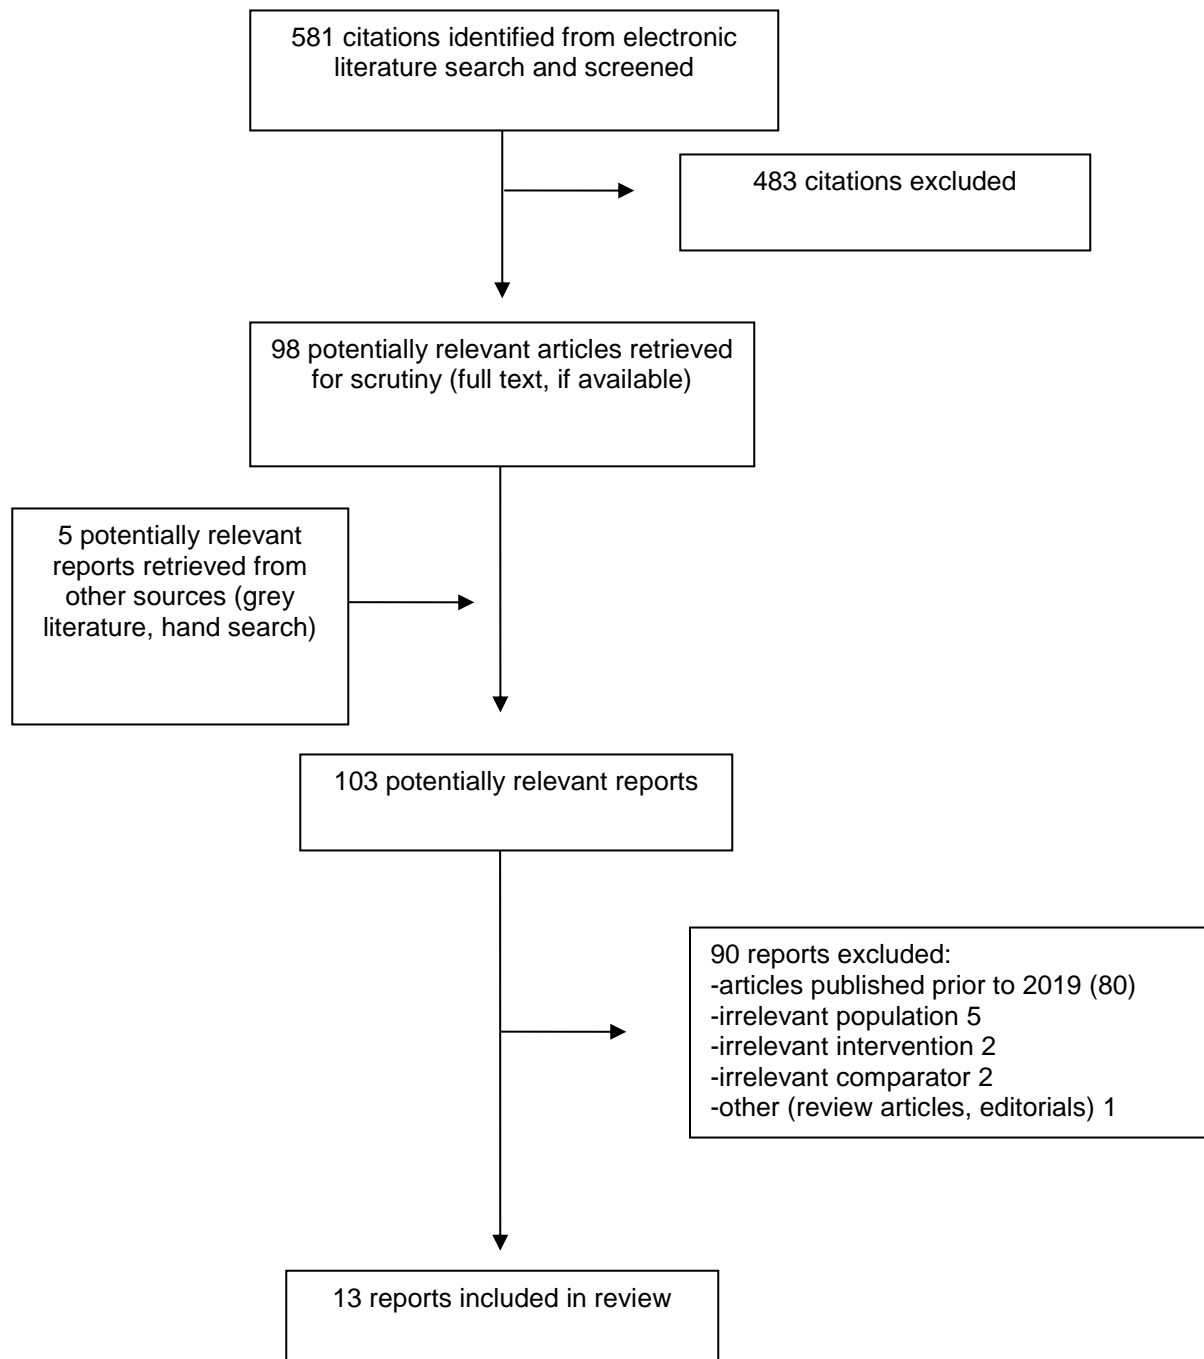 581 citations identified from electronic
literature search and screened
483 citations excluded
98 potentially relevant articles retrieved
for scrutiny (full text, if available)
5 potentially relevant
reports retrieved from
other sources (grey
literature, hand search)
103 potentially relevant reports
90 reports excluded:
-articles published prior to 2019 (80)
-irrelevant population 5
-irrelevant intervention 2
-irrelevant comparator 2
-other (review articles, editorials) 1
13 reports included in review